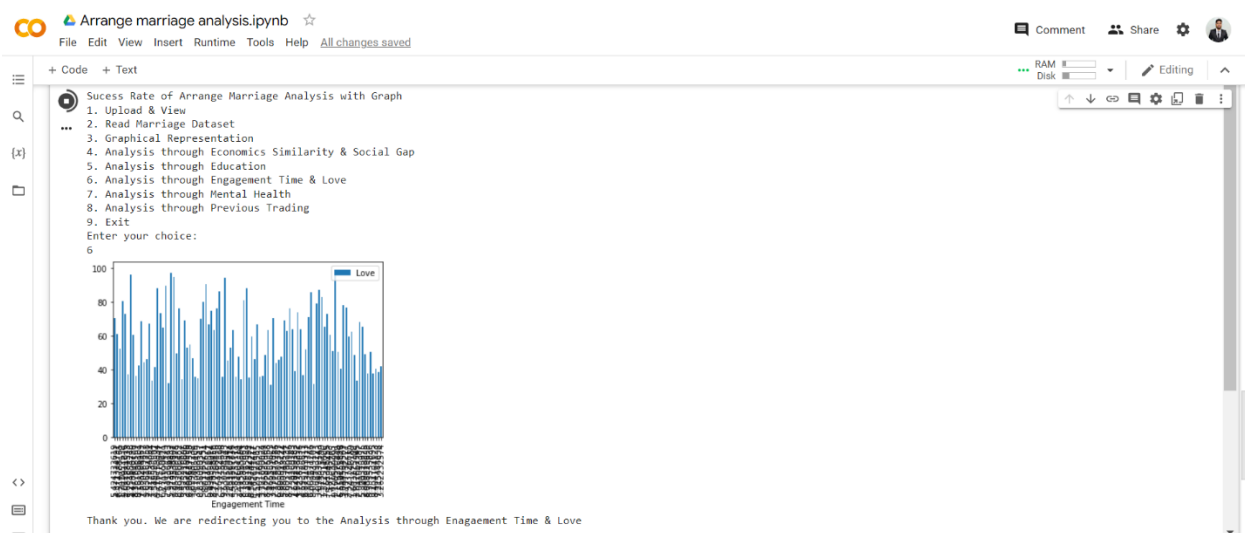 Arrange marriage analysis.ipynb
File Edit View Insert Runtime Tools Help All changes saved
Comment Share
+ Code + Text
RAM
Disk
Editing
Sucess Rate of Arrange Marriage Analysis with Graph
1. Upload & View
2. Read Marriage Dataset
3. Graphical Representation
4. Analysis through Economics Similarity & Social Gap
5. Analysis through Education
6. Analysis through Engagement Time & Love
7. Analysis through Mental Health
8. Analysis through Previous Trading
9. Exit
Enter your choice:
6
Love
100
80
60
40
20
0
Engagement Time
Thank you. We are redirecting you to the Analysis through Enagaement Time & Love